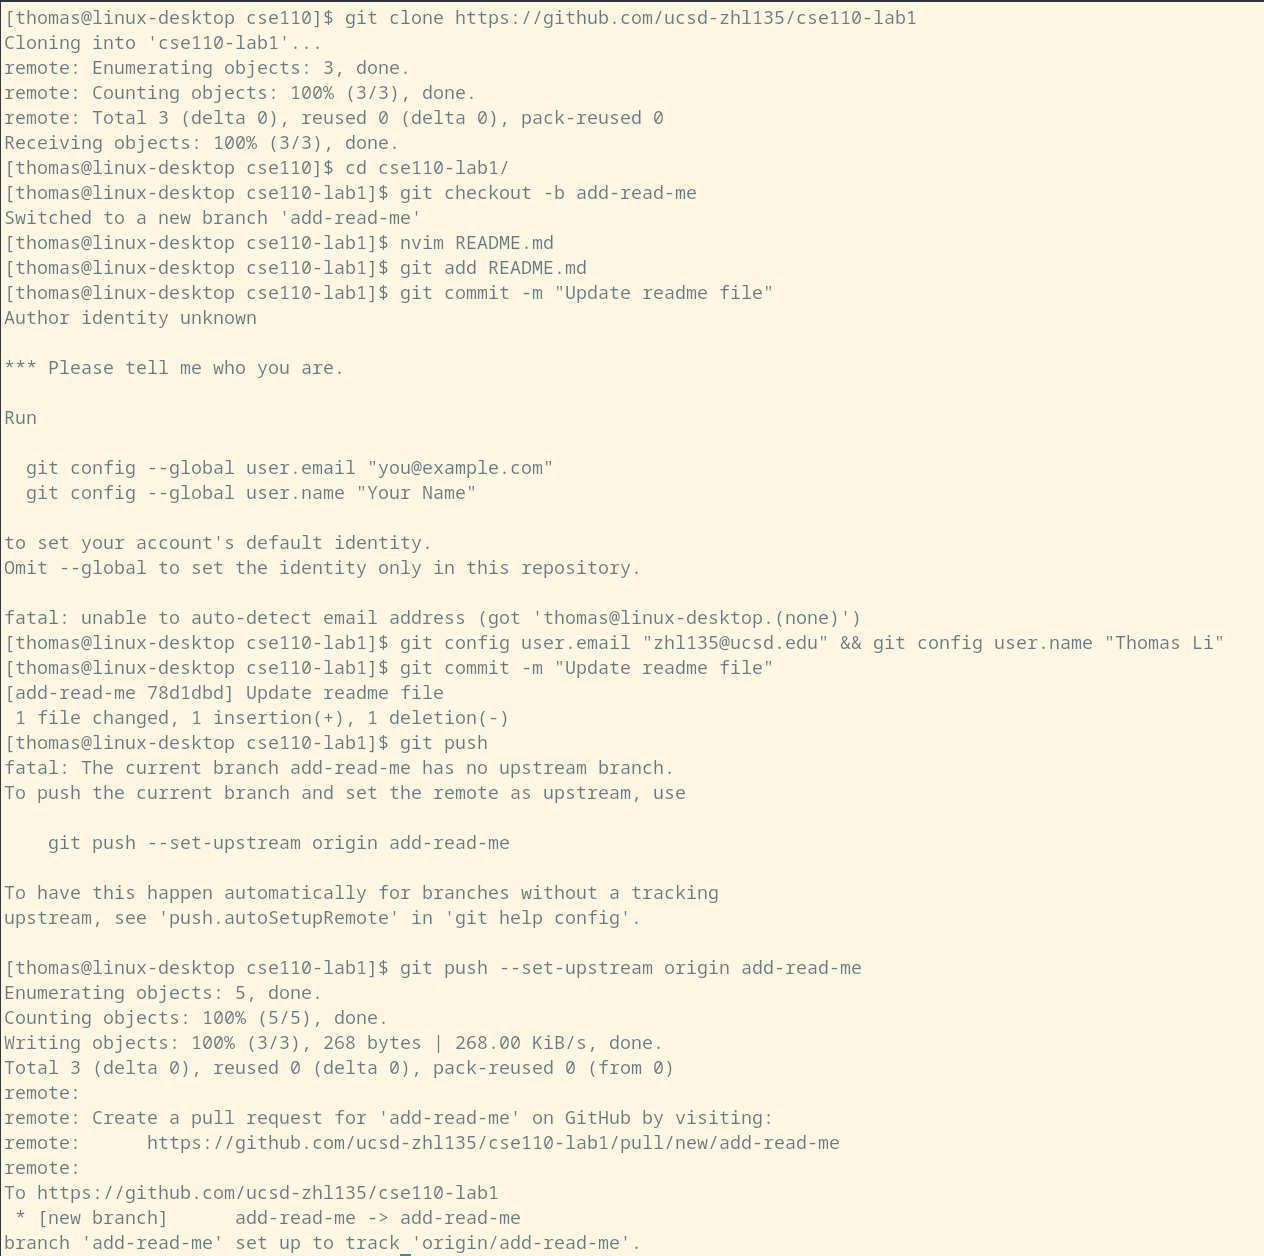 [thomas@linux-desktop cse110]$ git clone https://github.com/ucsd-zhl135/cse110-lab1
Cloning into 'cse110-lab1'...
remote: Enumerating objects: 3, done.
remote: Counting objects: 100% (3/3), done.
remote: Total 3 (delta 0), reused 0 (delta 0), pack-reused 0
Receiving objects: 100% (3/3), done.
[thomas@linux-desktop cse110]$ cd cse110-lab1/
[thomas@linux-desktop cse110-lab1]$ git checkout -b add-read-me
Switched to a new branch 'add-read-me'
[thomas@linux-desktop cse110-lab1]$ nvim README.md
[thomas@linux-desktop cse110-lab1]$ git add README.md
[thomas@linux-desktop cse110-lab1]$ git commit -m "Update readme file"
Author identity unknown

*** Please tell me who you are.

Run

  git config --global user.email "you@example.com"
  git config --global user.name "Your Name"

to set your account's default identity.
Omit --global to set the identity only in this repository.

fatal: unable to auto-detect email address (got 'thomas@linux-desktop.(none)')
[thomas@linux-desktop cse110-lab1]$ git config user.email "zhl135@ucsd.edu" && git config user.name "Thomas Li"
[thomas@linux-desktop cse110-lab1]$ git commit -m "Update readme file"
[add-read-me 78d1dbd] Update readme file
 1 file changed, 1 insertion(+), 1 deletion(-)
[thomas@linux-desktop cse110-lab1]$ git push
fatal: The current branch add-read-me has no upstream branch.
To push the current branch and set the remote as upstream, use

    git push --set-upstream origin add-read-me

To have this happen automatically for branches without a tracking
upstream, see 'push.autoSetupRemote' in 'git help config'.

[thomas@linux-desktop cse110-lab1]$ git push --set-upstream origin add-read-me
Enumerating objects: 5, done.
Counting objects: 100% (5/5), done.
Writing objects: 100% (3/3), 268 bytes | 268.00 KiB/s, done.
Total 3 (delta 0), reused 0 (delta 0), pack-reused 0 (from 0)
remote:
remote: Create a pull request for 'add-read-me' on GitHub by visiting:
remote:      https://github.com/ucsd-zhl135/cse110-lab1/pull/new/add-read-me
remote:
To https://github.com/ucsd-zhl135/cse110-lab1
 * [new branch]      add-read-me -> add-read-me
branch 'add-read-me' set up to track 'origin/add-read-me'.